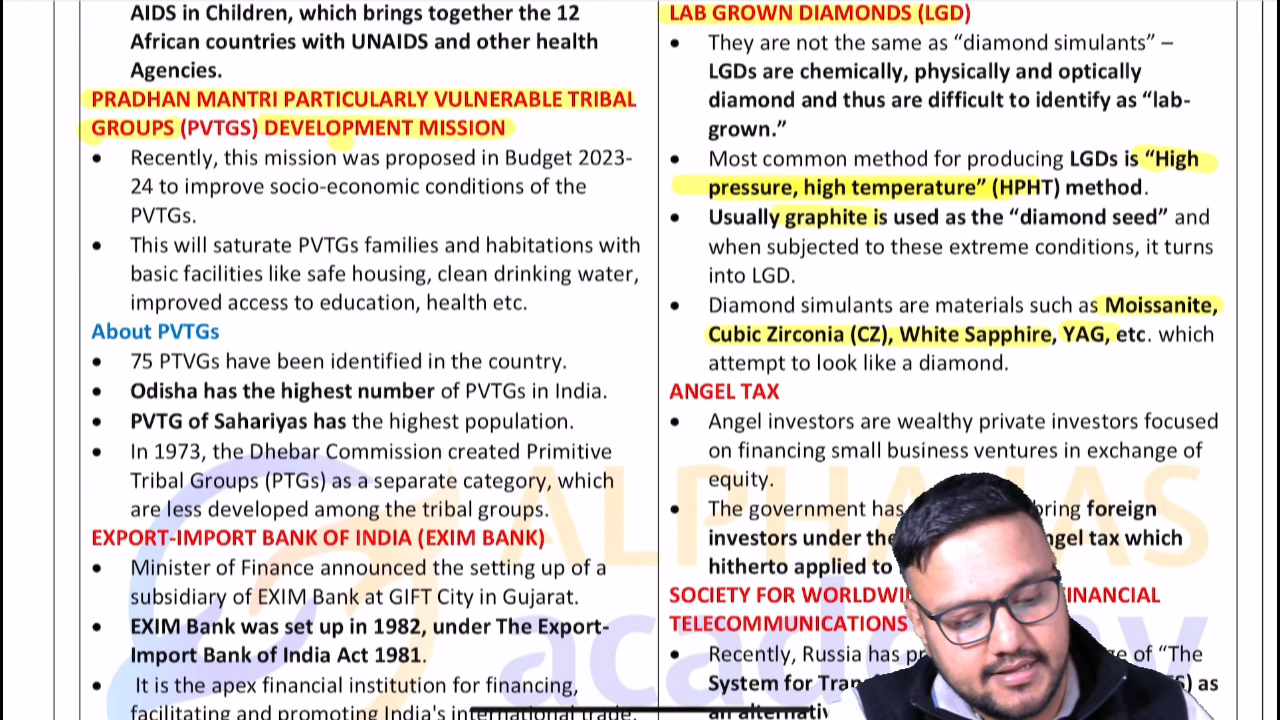 AIDS in Children, which brings together the 12
African countries with UNAIDS and other health
Agencies.
PRADHAN MANTRI PARTICULARLY VULNERABLE TRIBAL
GROUPS (PVTGS) DEVELOPMENT MISSION
• Recently, this mission was proposed in Budget 2023-
24 to improve socio-economic conditions of the
PVTGs.
• This will saturate PVTGs families and habitations with
basic facilities like safe housing, clean drinking water,
improved access to education, health etc.
About PVTGs
• 75 PTVGs have been identified in the country.
• Odisha has the highest number of PVTGs in India.
• PVTG of Sahariyas has the highest population.
• In 1973, the Dhebar Commission created Primitive
Tribal Groups (PTGs) as a separate category, which
are less developed among the tribal groups.
EXPORT-IMPORT BANK OF INDIA (EXIM BANK)
• Minister of Finance announced the setting up of a
subsidiary of EXIM Bank at GIFT City in Gujarat.
• EXIM Bank was set up in 1982, under The Export-
Import Bank of India Act 1981.
• It is the apex financial institution for financing,
facilitating and promoting India's international trade.
LAB GROWN DIAMONDS (LGD)
• They are not the same as “diamond simulants” –
LGDs are chemically, physically and optically
diamond and thus are difficult to identify as “lab-
grown.”
• Most common method for producing LGDs is “High
pressure, high temperature” (HPHT) method.
• Usually graphite is used as the “diamond seed” and
when subjected to these extreme conditions, it turns
into LGD.
• Diamond simulants are materials such as Moissanite,
Cubic Zirconia (CZ), White Sapphire, YAG, etc. which
attempt to look like a diamond.
ANGEL TAX
• Angel investors are wealthy private investors focused
on financing small business ventures in exchange of
equity.
• The government has bring foreign
investors under the angel tax which
hitherto applied to
SOCIETY FOR WORLDWI INANCIAL
TELECOMMUNICATIONS
• Recently, Russia has of “The
System for as
an
ALPHA IAS
academy